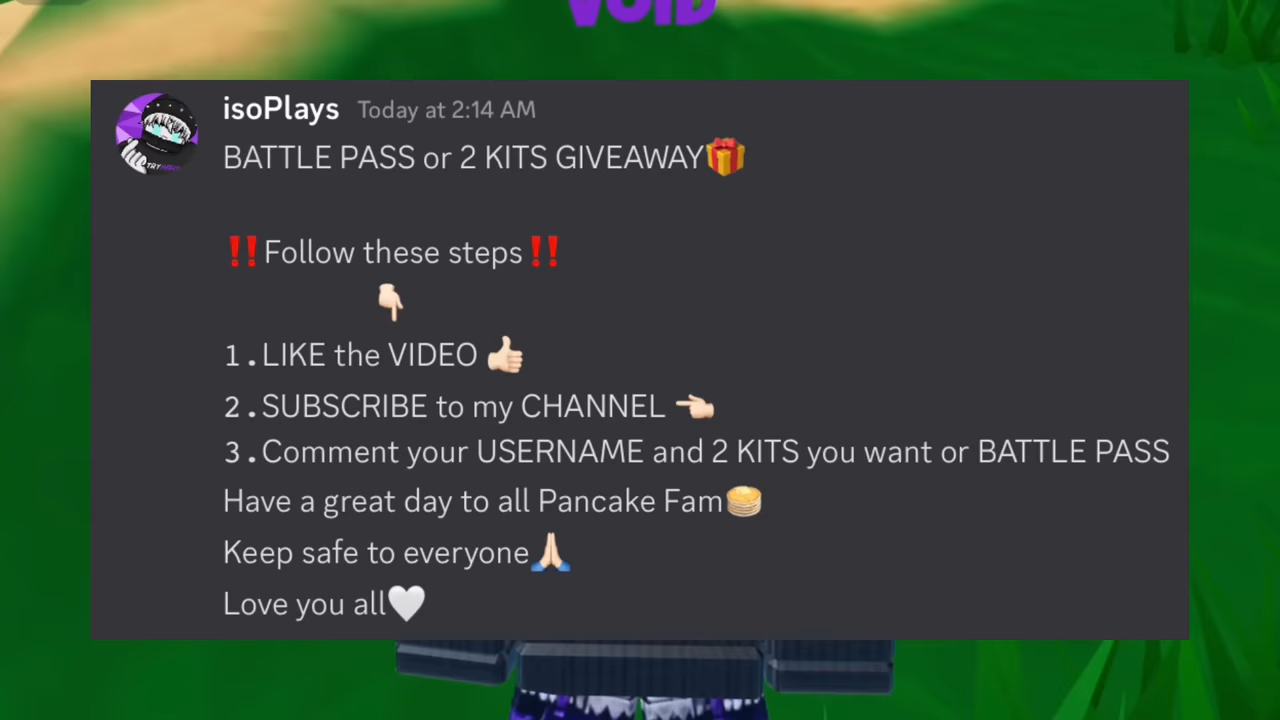 VOID
isoPlays Today at 2:14 AM
BATTLE PASS or 2 KITS GIVEAWAY🎁
‼️Follow these steps‼️
👇🏻
1.LIKE the VIDEO 👍🏻
2.SUBSCRIBE to my CHANNEL 👈🏻
3.Comment your USERNAME and 2 KITS you want or BATTLE PASS
Have a great day to all Pancake Fam🥞
Keep safe to everyone🙏🏻
Love you all🤍